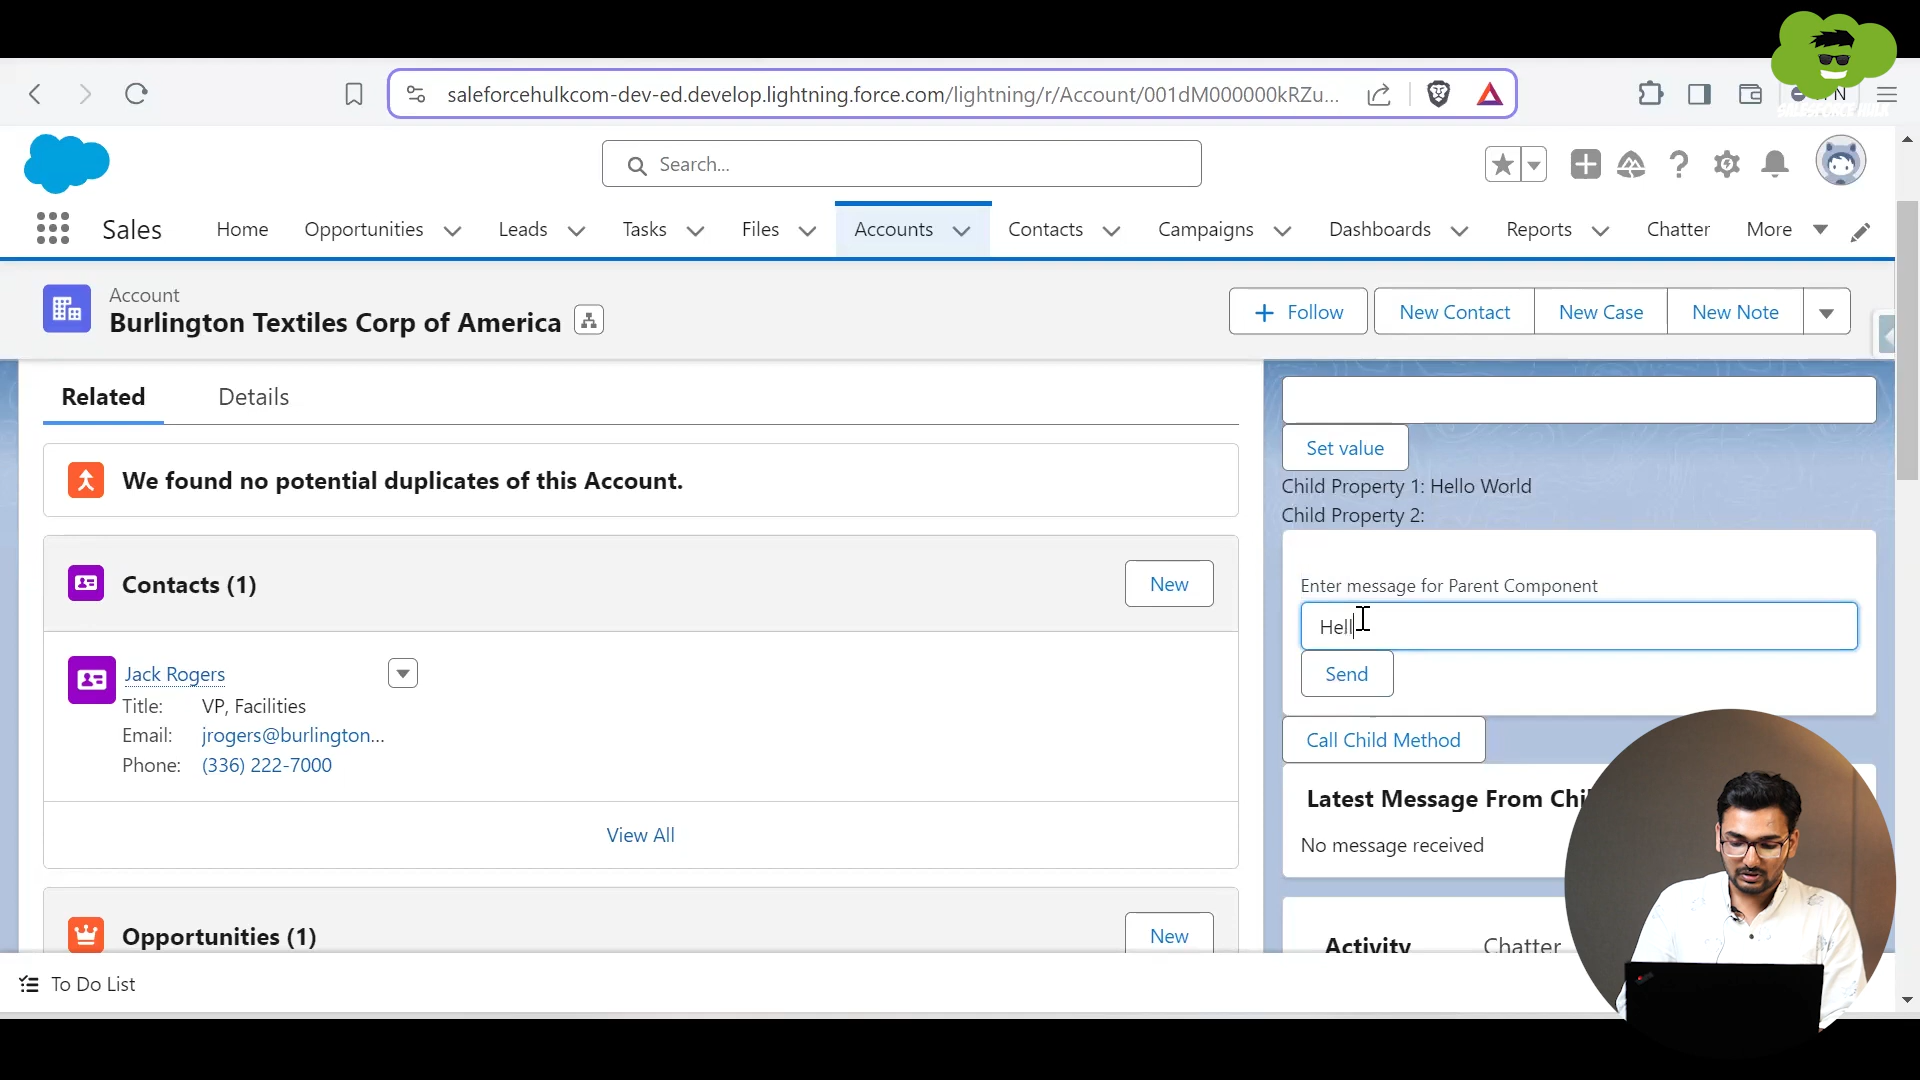 saleforcehulkcom-dev-ed.develop.lightning.force.com/lightning/r/Account/001dM000000kRZu...
Search...
Sales
Home
Opportunities
Leads
Tasks
Files
Accounts
Contacts
Campaigns
Dashboards
Reports
Chatter
More
Account
Burlington Textiles Corp of America
Follow
New Contact
New Case
New Note
Related
Details
We found no potential duplicates of this Account.
Contacts (1)
New
Jack Rogers
Title: VP, Facilities
Email: jrogers@burlington...
Phone: (336) 222-7000
View All
Opportunities (1)
New
Set value
Child Property 1: Hello World
Child Property 2:
Enter message for Parent Component
Hell
Send
Call Child Method
Latest Message From Chi
No message received
Activity
Chatter
To Do List